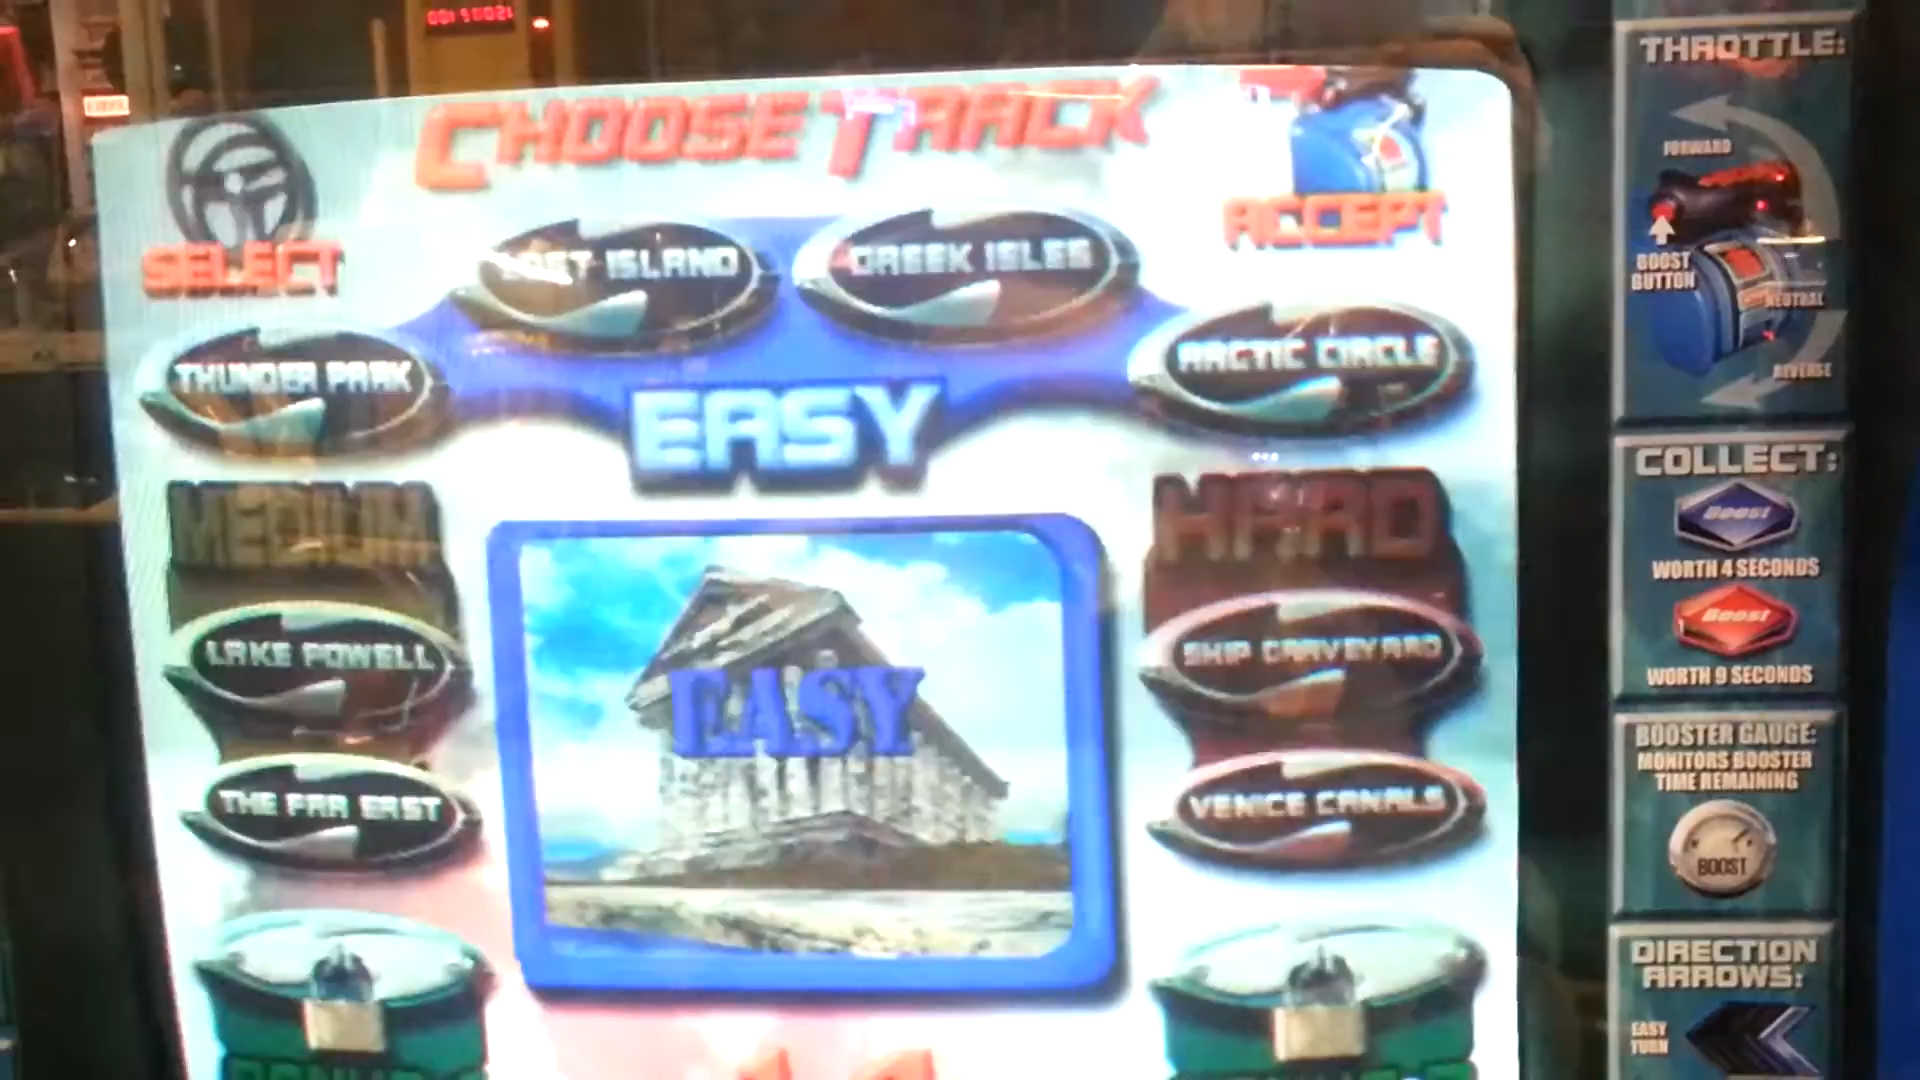 CHOOSE TRACK
SELECT
ACCEPT
LOST ISLAND
GREEK ISLES
THUNDER PARK
ARCTIC CIRCLE
EASY
MEDIUM
HARD
LAKE POWELL
SHIP GRAVEYARD
EASY
THE FAR EAST
VENICE CANALS
THROTTLE:
FORWARD
BOOST
BUTTON
NEUTRAL
REVERSE
COLLECT:
Boost
WORTH 4 SECONDS
Boost
WORTH 9 SECONDS
BOOSTER GAUGE:
MONITORS BOOSTER
TIME REMAINING
BOOST
DIRECTION
ARROWS:
EASY
TURN